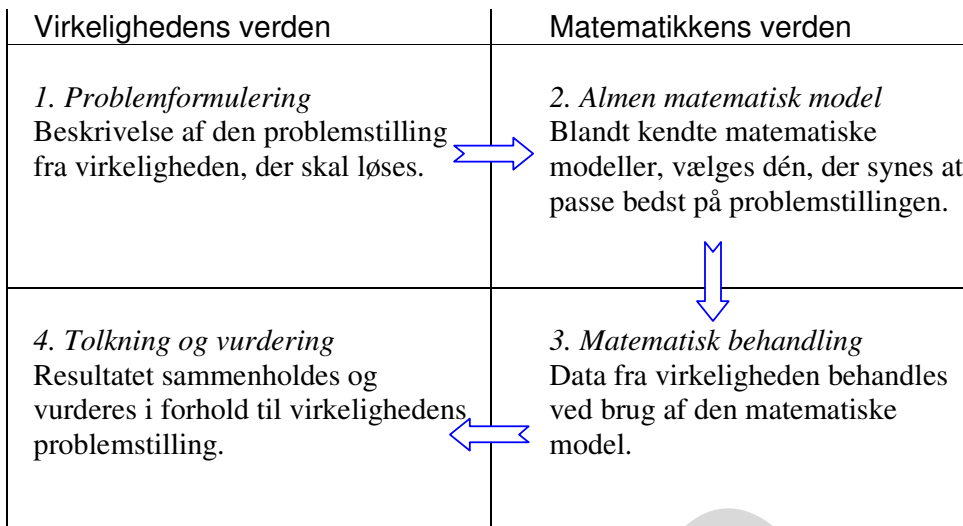 Virkelighedens verden
Matematikkens verden
1. Problemformulering
Beskrivelse af den problemstilling
fra virkeligheden, der skal løses.
2. Almen matematisk model
Blandt kendte matematiske
modeller, vælges dén, der synes at
passe bedst på problemstillingen.
4. Tolkning og vurdering
Resultatet sammenholdes og
vurderes i forhold til virkelighedens
problemstilling.
3. Matematisk behandling
Data fra virkeligheden behandles
ved brug af den matematiske
model.